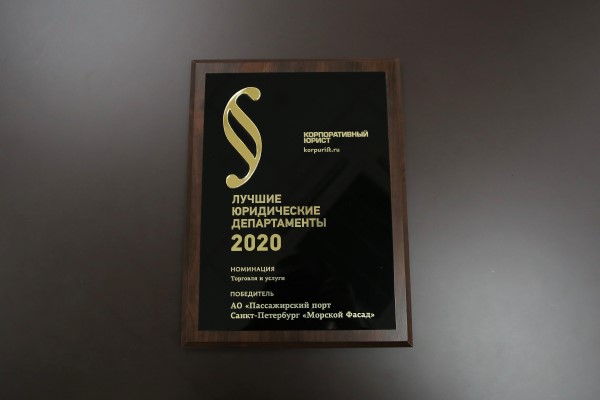 КОРПОРАТИВНЫЙ
ЮРИСТ
korpurist.ru
ЛУЧШИЕ
ЮРИДИЧЕСКИЕ
ДЕПАРТАМЕНТЫ
2020
НОМИНАЦИЯ
Торговля и услуги
ПОБЕДИТЕЛЬ
АО «Пассажирский порт
Санкт-Петербург «Морской Фасад»